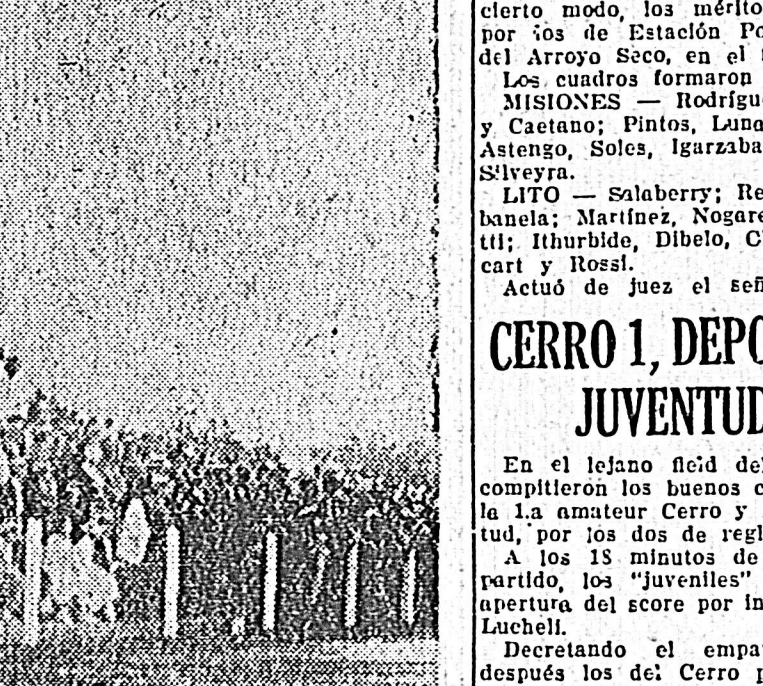 cierto modo, los mérito
por los de Estación Po
del Arroyo Seco, en el
Los cuadros formaron
MISIONES — Rodrígu
y Caetano; Pintos, Luna
Astengo, Soles, Igarzaba
Silveyra.
LITO — Salaberry; Re
banela; Martínez, Nogare
tti; Ithurbide, Dibelo, C
cart y Rossi.
Actuó de juez el señ
CERRO 1, DEPO
JUVENTUD
En el lejano field del
compitieron los buenos c
la 1.a amateur Cerro y
tud, por los dos de regl
A los 18 minutos de
partido, los "juveniles"
apertura del score por in
Lucheli.
Decretando el empa
después los del Cerro p